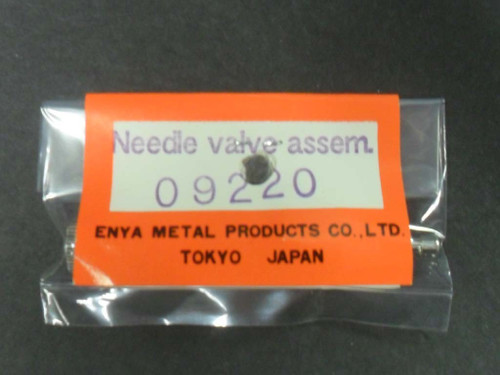 Needle valve assem.
09220
ENYA METAL PRODUCTS CO.,LTD.
TOKYO JAPAN